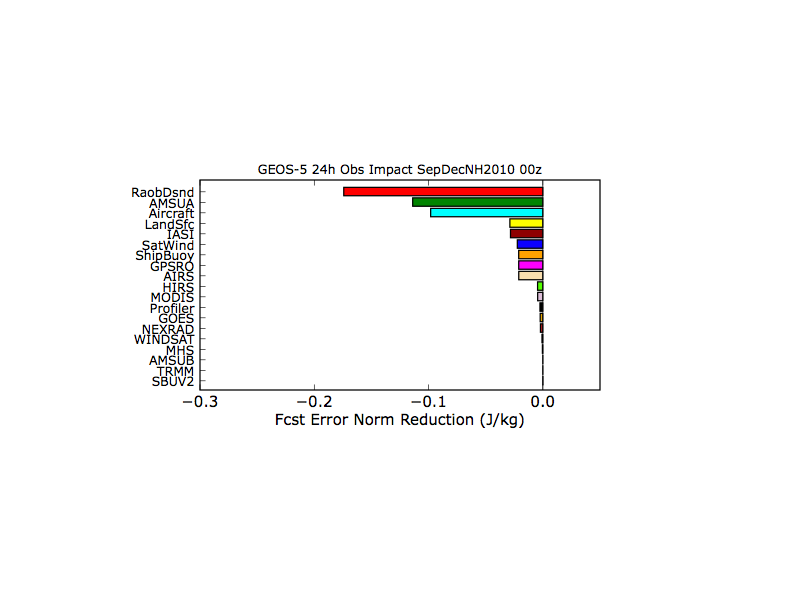 GEOS-5 24h Obs Impact SepDecNH2010 00z
RaobDsnd
AMSUA
Aircraft
LandSfc
IASI
SatWind
ShipBuoy
GPSRO
AIRS
HIRS
MODIS
Profiler
GOES
NEXRAD
WINDSAT
MHS
AMSUB
TRMM
SBUV2
−0.3 −0.2 −0.1 0.0
Fcst Error Norm Reduction (J/kg)